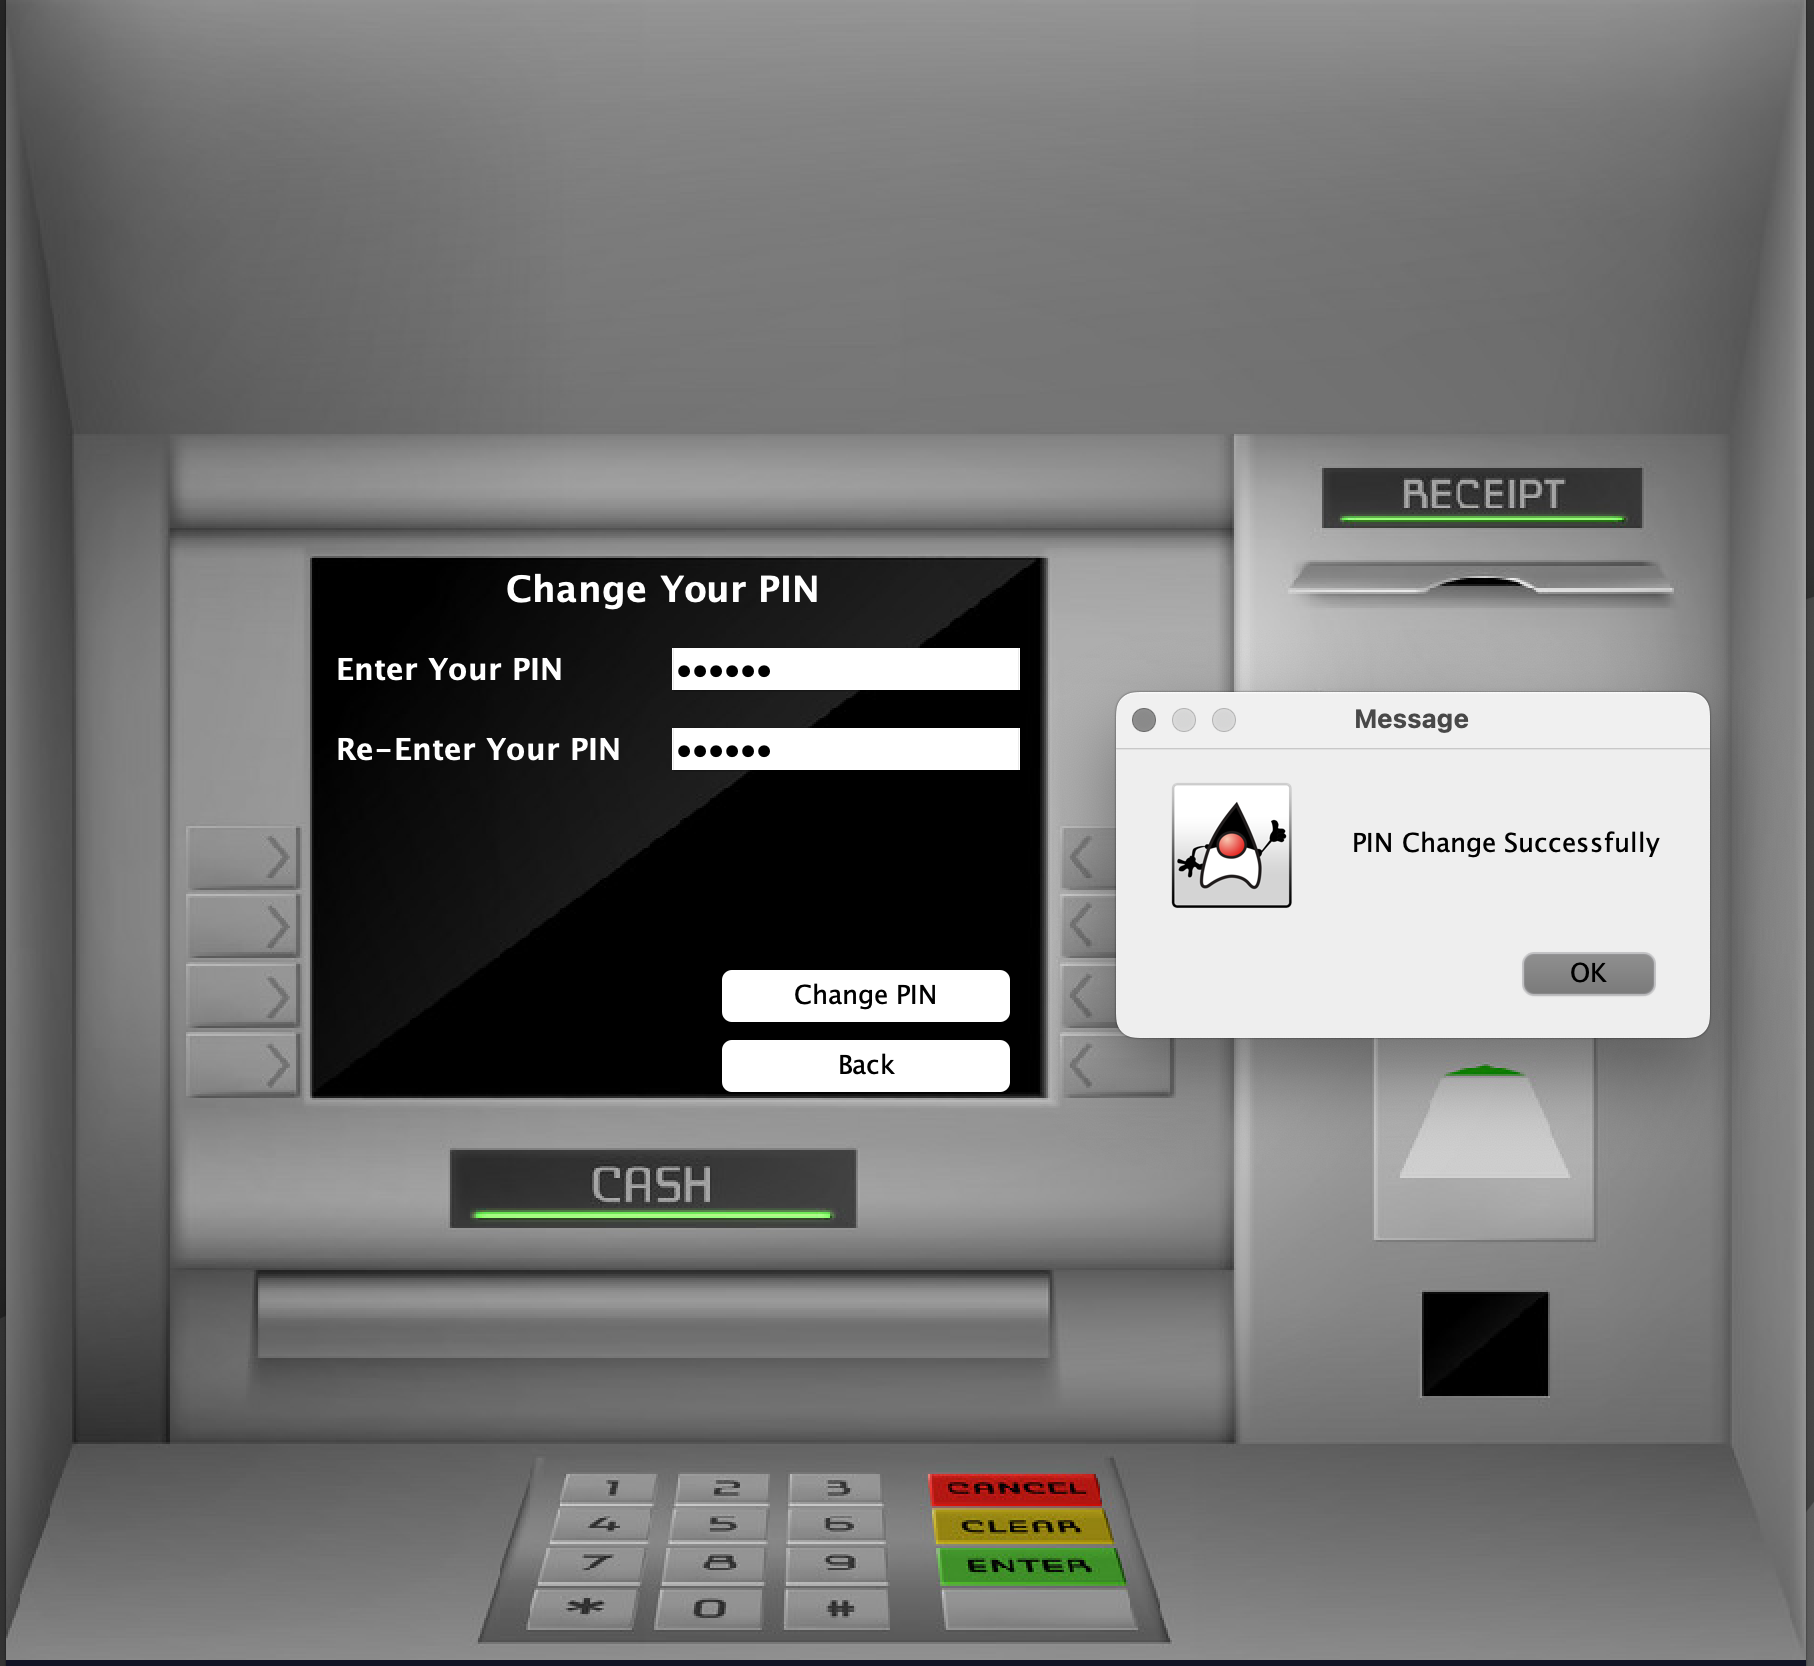 RECEIPT
Change Your PIN
Enter Your PIN ●●●●●●
Re-Enter Your PIN ●●●●●●
Message
PIN Change Successfully
OK
Change PIN
Back
CASH
1 2 3 CANCEL
4 5 6 CLEAR
7 8 9 ENTER
* 0 #